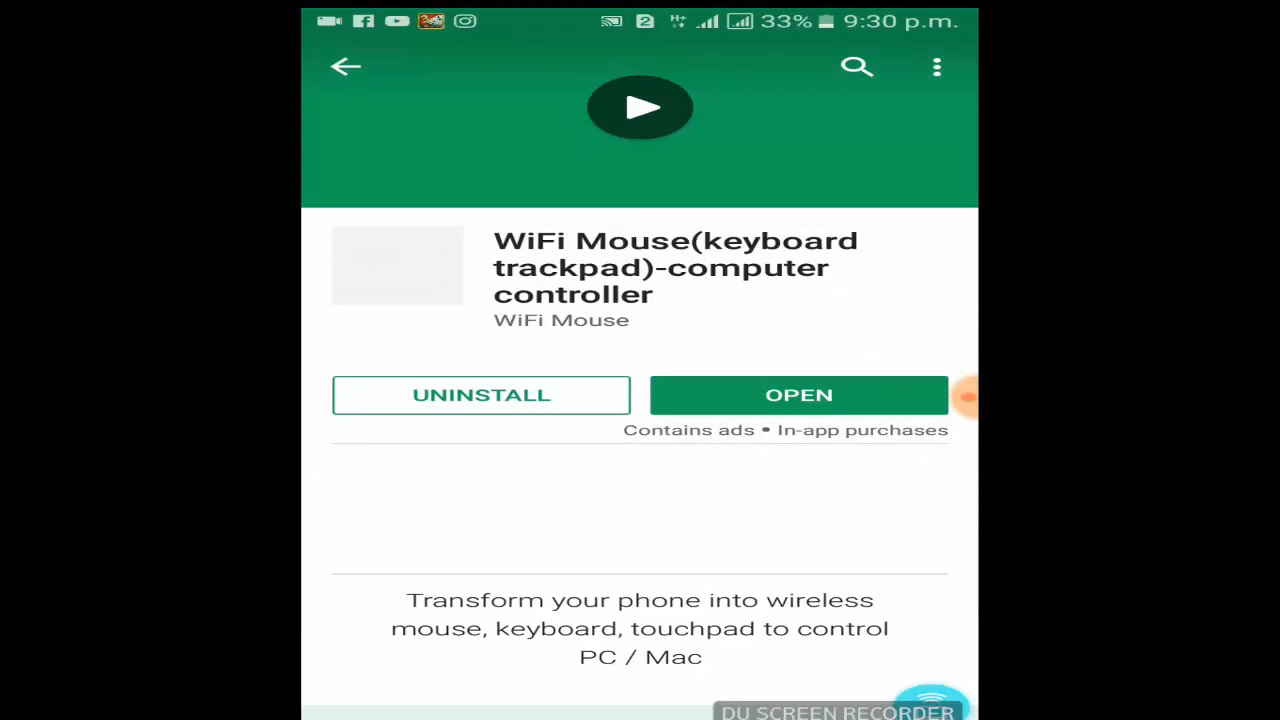 2 H+ 33% 9:30 p.m.
WiFi Mouse(keyboard
trackpad)-computer
controller
WiFi Mouse
UNINSTALL
OPEN
Contains ads • In-app purchases
Transform your phone into wireless
mouse, keyboard, touchpad to control
PC / Mac
DU SCREEN RECORDER